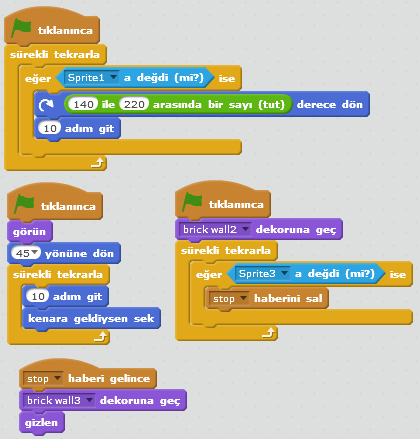 tıklanınca
sürekli tekrarla
eğer Sprite1 a değdi (mi?) ise
140 ile 220 arasında bir sayı (tut) derece dön
10 adım git
tıklanınca
görün
45 yönüne dön
sürekli tekrarla
10 adım git
kenara geldiysen sek
tıklanınca
brick wall2 dekoruna geç
sürekli tekrarla
eğer Sprite3 a değdi (mi?) ise
stop haberini sal
stop haberi gelince
brick wall3 dekoruna geç
gizlen